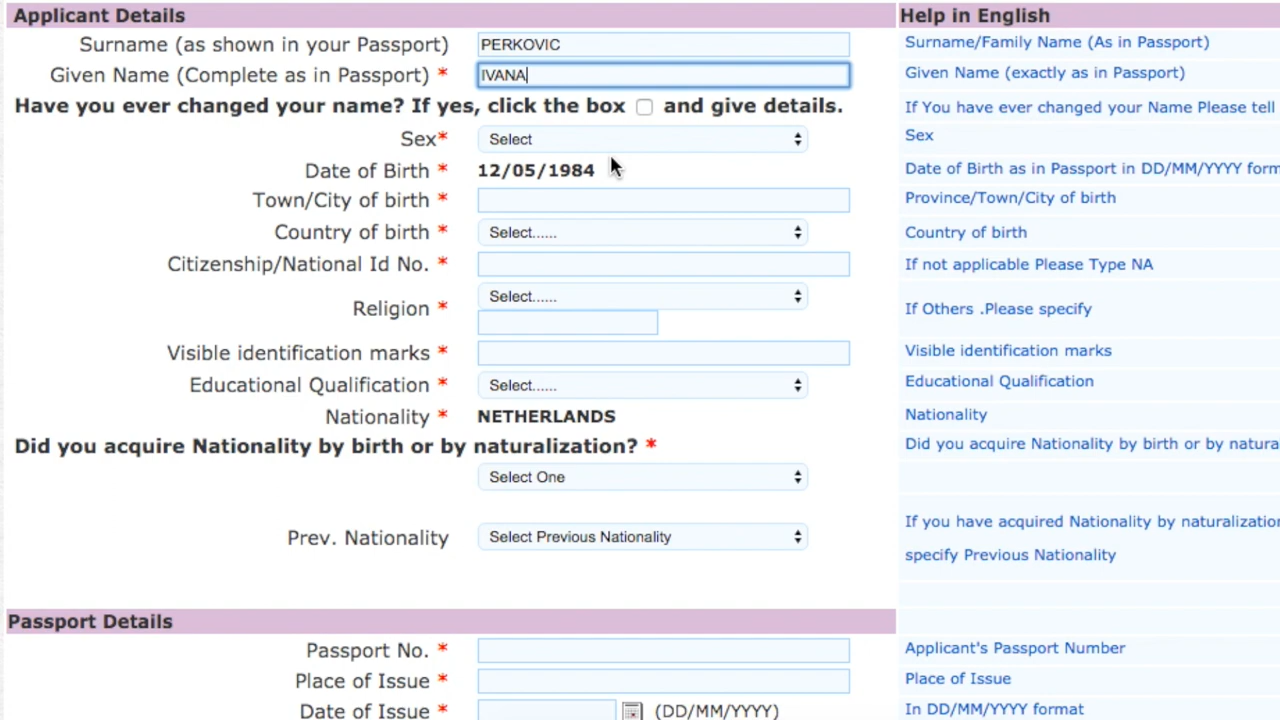 Applicant Details Help in English
Surname (as shown in your Passport) PERKOVIC Surname/Family Name (As in Passport)
Given Name (Complete as in Passport) * IVANA Given Name (exactly as in Passport)
Have you ever changed your name? If yes, click the box and give details. If You have ever changed your Name Please tell
Sex* Select Sex
Date of Birth * 12/05/1984 Date of Birth as in Passport in DD/MM/YYYY form
Town/City of birth * Province/Town/City of birth
Country of birth * Select...... Country of birth
Citizenship/National Id No. * If not applicable Please Type NA
Religion * Select...... If Others .Please specify
Visible identification marks * Visible identification marks
Educational Qualification * Select...... Educational Qualification
Nationality * NETHERLANDS Nationality
Did you acquire Nationality by birth or by naturalization? * Did you acquire Nationality by birth or by natura
Select One
Prev. Nationality Select Previous Nationality If you have acquired Nationality by naturalization
specify Previous Nationality
Passport Details
Passport No. * Applicant's Passport Number
Place of Issue * Place of Issue
Date of Issue * (DD/MM/YYYY) In DD/MM/YYYY format